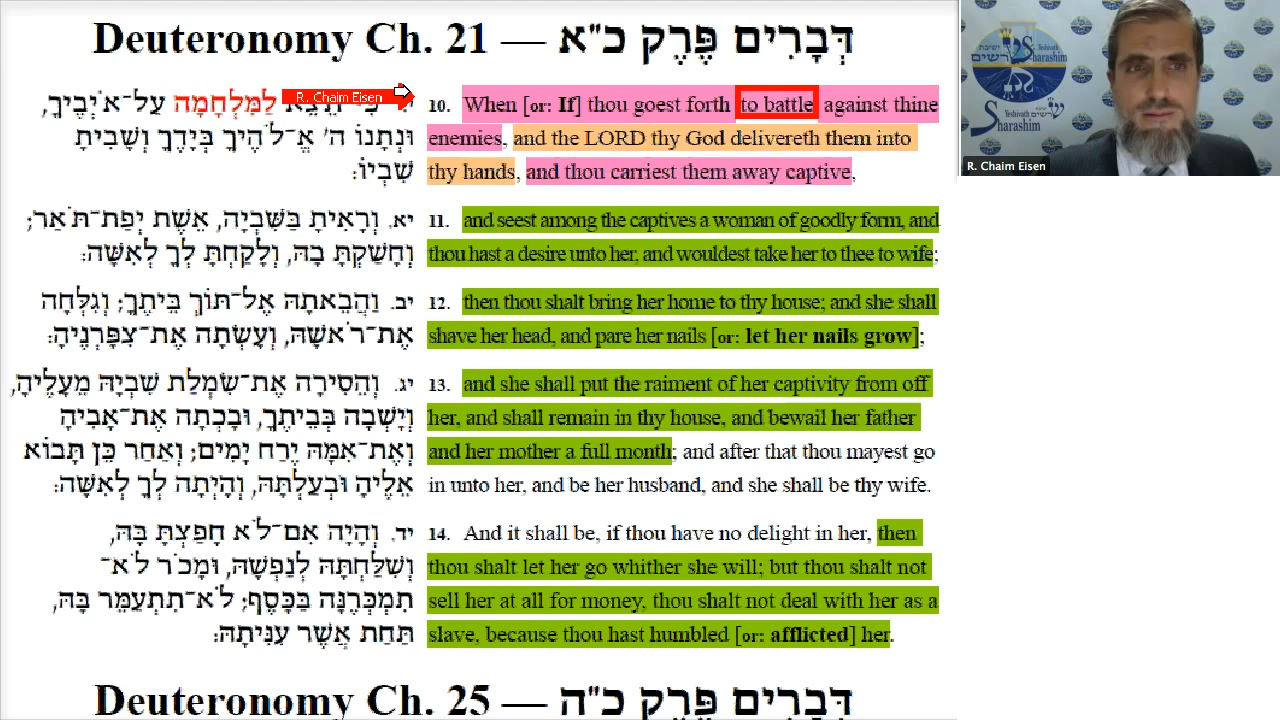 Deuteronomy Ch. 21 — דְּבָרִים פֶּרֶק כ"א
לַמִּלְחָמָה עַל־אֹיְבֶיךָ,
וּנְתָנוֹ ה' אֱ־לֹהֶיךָ בְּיָדֶךָ וְשָׁבִיתָ
שִׁבְיוֹ:
R. Chaim Eisen
10. When [or: If] thou goest forth to battle against thine
enemies, and the LORD thy God delivereth them into
thy hands, and thou carriest them away captive,
יא. וְרָאִיתָ בַּשִּׁבְיָה, אֵשֶׁת יְפַת־תֹּאַר;
וְחָשַׁקְתָּ בָהּ, וְלָקַחְתָּ לְךָ לְאִשָּׁה:
11. and seest among the captives a woman of goodly form, and
thou hast a desire unto her, and wouldest take her to thee to wife;
יב. וַהֲבֵאתָהּ אֶל־תּוֹךְ בֵּיתֶךָ; וְגִלְּחָה
אֶת־רֹאשָׁהּ, וְעָשְׂתָה אֶת־צִפָּרְנֶיהָ:
12. then thou shalt bring her home to thy house; and she shall
shave her head, and pare her nails [or: let her nails grow];
יג. וְהֵסִירָה אֶת־שִׂמְלַת שִׁבְיָהּ מֵעָלֶיהָ,
וְיָשְׁבָה בְּבֵיתֶךָ, וּבָכְתָה אֶת־אָבִיהָ
וְאֶת־אִמָּהּ יֶרַח יָמִים; וְאַחַר כֵּן תָּבוֹא
אֵלֶיהָ וּבְעַלְתָּהּ, וְהָיְתָה לְךָ לְאִשָּׁה:
13. and she shall put the raiment of her captivity from off
her, and shall remain in thy house, and bewail her father
and her mother a full month; and after that thou mayest go
in unto her, and be her husband, and she shall be thy wife.
יד. וְהָיָה אִם־לֹא חָפַצְתָּ בָּהּ,
וְשִׁלַּחְתָּהּ לְנַפְשָׁהּ, וּמָכֹר לֹא־
תִמְכְּרֶנָּה בַּכָּסֶף; לֹא־תִתְעַמֵּר בָּהּ,
תַּחַת אֲשֶׁר עִנִּיתָהּ:
14. And it shall be, if thou have no delight in her, then
thou shalt let her go whither she will; but thou shalt not
sell her at all for money, thou shalt not deal with her as a
slave, because thou hast humbled [or: afflicted] her.
Deuteronomy Ch. 25 — דְּבָרִים פֶּרֶק כ"ה
Yeshivath
Sharashim
Yeshivath
Sharashim
R. Chaim Eisen